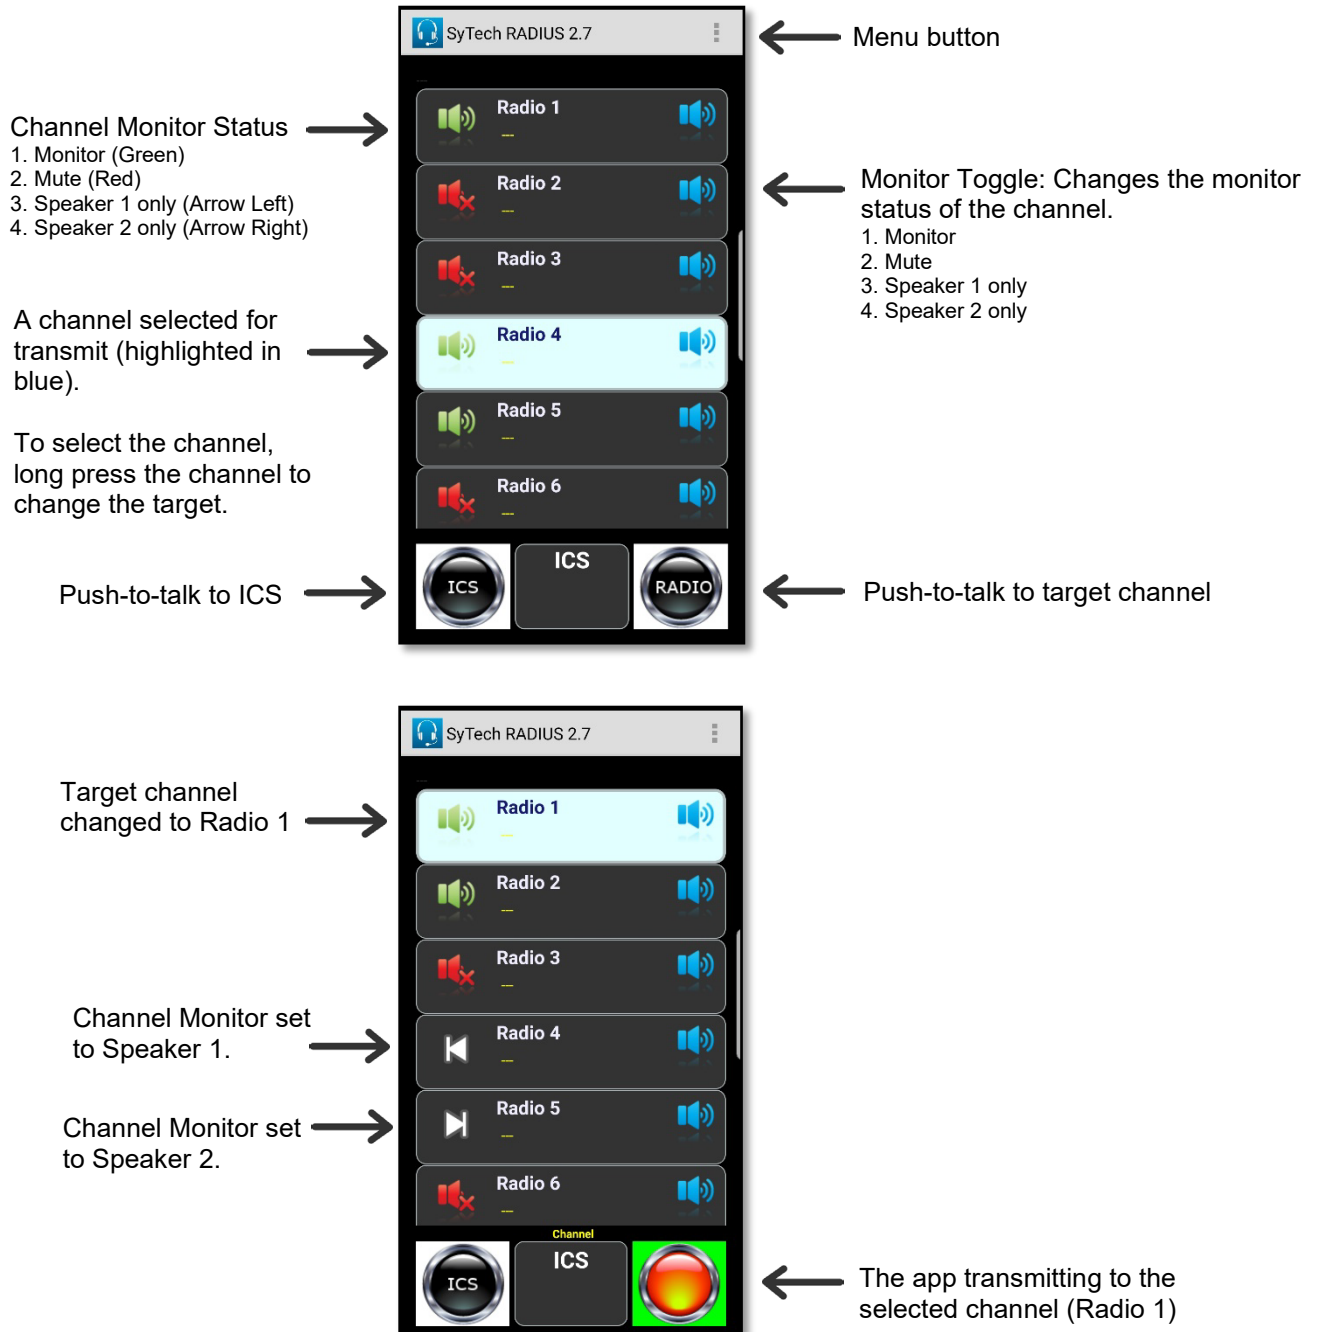 SyTech RADIUS 2.7
Menu button
Channel Monitor Status
1. Monitor (Green)
2. Mute (Red)
3. Speaker 1 only (Arrow Left)
4. Speaker 2 only (Arrow Right)
Radio 1
---
Radio 2
---
Monitor Toggle: Changes the monitor
status of the channel.
1. Monitor
2. Mute
3. Speaker 1 only
4. Speaker 2 only
Radio 3
---
A channel selected for
transmit (highlighted in
blue).
Radio 4
---
To select the channel,
long press the channel to
change the target.
Radio 5
---
Radio 6
---
Push-to-talk to ICS
ICS
ICS
RADIO
Push-to-talk to target channel
SyTech RADIUS 2.7
Target channel
changed to Radio 1
Radio 1
---
Radio 2
---
Radio 3
---
Channel Monitor set
to Speaker 1.
Radio 4
---
Channel Monitor set
to Speaker 2.
Radio 5
---
Radio 6
---
Channel
ICS
ICS
The app transmitting to the
selected channel (Radio 1)